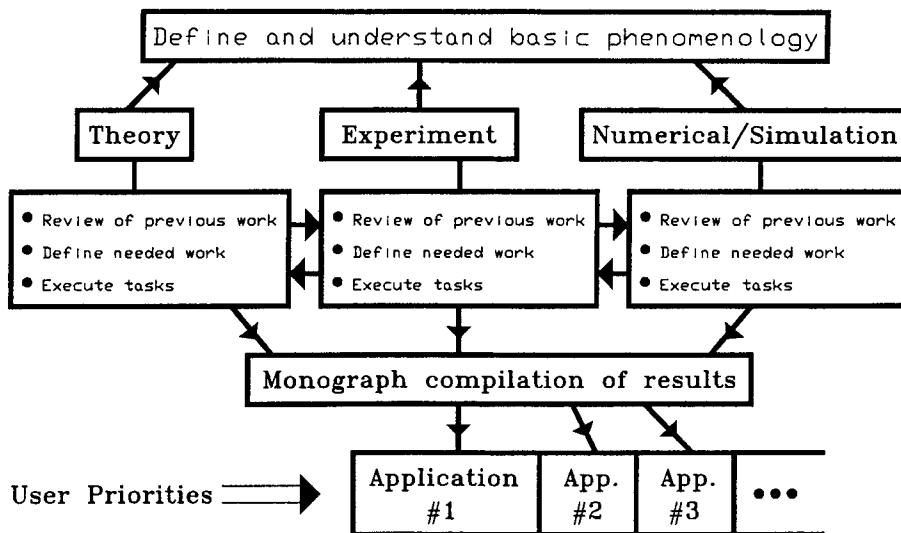 Define and understand basic phenomenology
Theory
Experiment
Numerical/Simulation
• Review of previous work
• Define needed work
• Execute tasks
• Review of previous work
• Define needed work
• Execute tasks
• Review of previous work
• Define needed work
• Execute tasks
Monograph compilation of results
User Priorities
Application
#1
App.
#2
App.
#3
•••